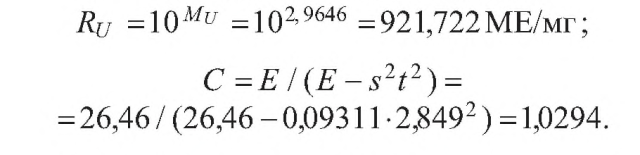 R_U = 10^{M_U} = 10^{2,9646} = 921,722 МЕ/мг;
C = E / (E − s²t²) =
= 26,46 / (26,46 − 0,09311·2,849²) = 1,0294.